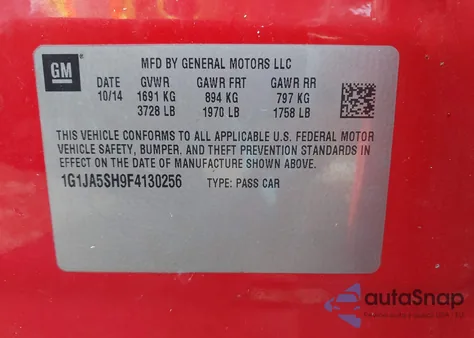 GM
MFD BY GENERAL MOTORS LLC
DATE GVWR GAWR FRT GAWR RR
10/14 1691 KG 894 KG 797 KG
3728 LB 1970 LB 1758 LB
THIS VEHICLE CONFORMS TO ALL APPLICABLE U.S. FEDERAL MOTOR
VEHICLE SAFETY, BUMPER, AND THEFT PREVENTION STANDARDS IN
EFFECT ON THE DATE OF MANUFACTURE SHOWN ABOVE.
1G1JA5SH9F4130256 TYPE: PASS CAR
autoSnap